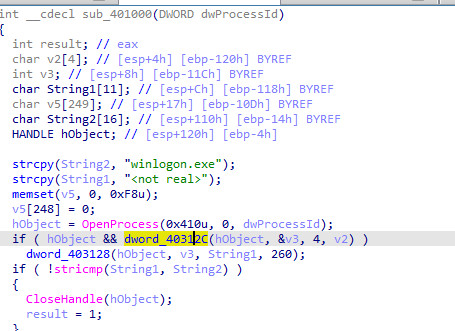 int __cdecl sub_401000(DWORD dwProcessId)
{
  int result; // eax
  char v2[4]; // [esp+4h] [ebp-120h] BYREF
  int v3; // [esp+8h] [ebp-11Ch] BYREF
  char String1[11]; // [esp+Ch] [ebp-118h] BYREF
  char v5[249]; // [esp+17h] [ebp-10Dh] BYREF
  char String2[16]; // [esp+110h] [ebp-14h] BYREF
  HANDLE hObject; // [esp+120h] [ebp-4h]

  strcpy(String2, "winlogon.exe");
  strcpy(String1, "<not real>");
  memset(v5, 0, 0xF8u);
  v5[248] = 0;
  hObject = OpenProcess(0x410u, 0, dwProcessId);
  if ( hObject && dword_40312C(hObject, &v3, 4, v2) )
    dword_403128(hObject, v3, String1, 260);
  if ( !stricmp(String1, String2) )
  {
    CloseHandle(hObject);
    result = 1;
  }